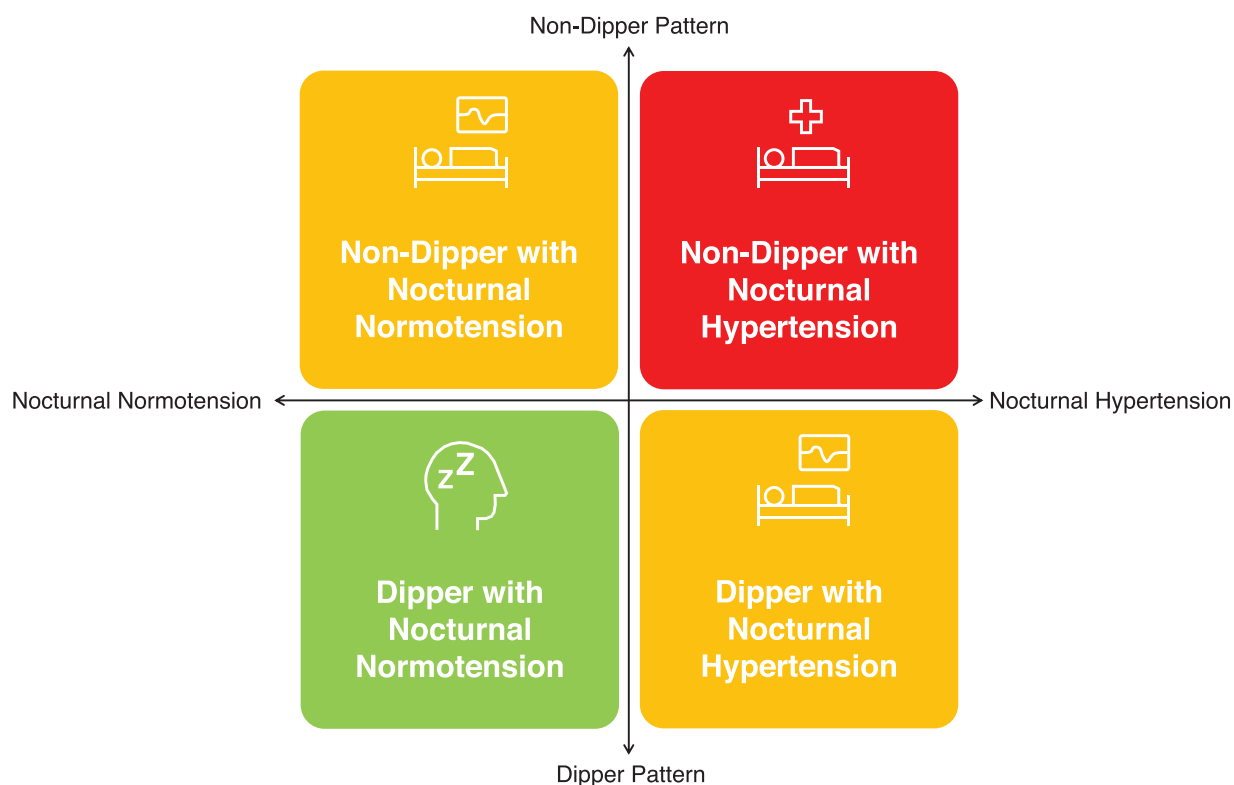 Non-Dipper Pattern
Non-Dipper with
Nocturnal
Normotension
Non-Dipper with
Nocturnal
Hypertension
Nocturnal Normotension
Nocturnal Hypertension
zZ
Dipper with
Nocturnal
Normotension
Dipper with
Nocturnal
Hypertension
Dipper Pattern